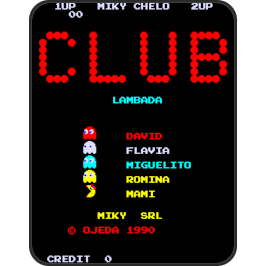 1UP MIKY CHELO 2UP
00
CLUB
LAMBADA
DAVID
FLAVIA
MIGUELITO
ROMINA
MAMI
MIKY SRL
© OJEDA 1990
CREDIT 0